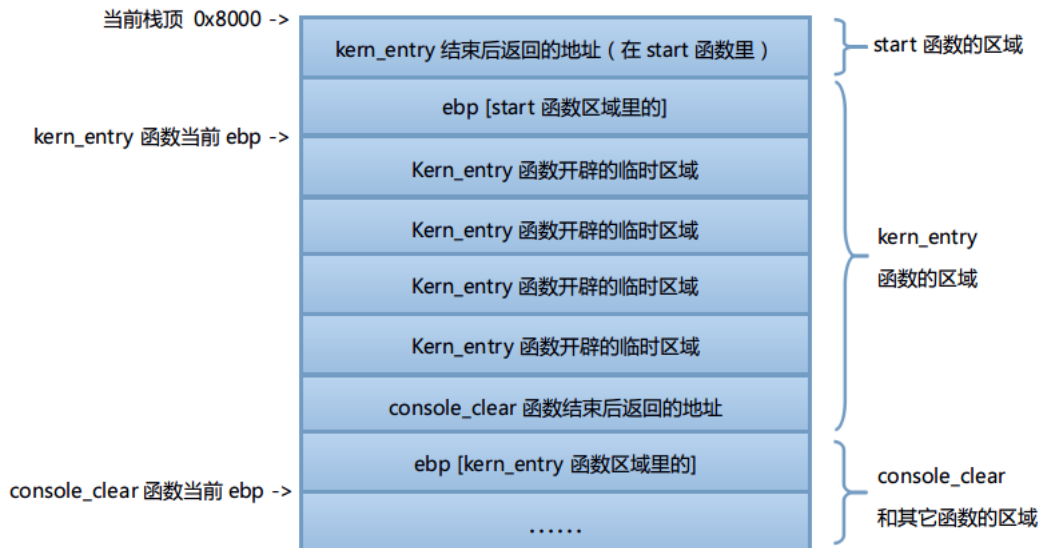 当前栈顶 0x8000 ->
kern_entry 结束后返回的地址（在 start 函数里）
start 函数的区域
ebp [start 函数区域里的]
kern_entry 函数当前 ebp ->
Kern_entry 函数开辟的临时区域
Kern_entry 函数开辟的临时区域
kern_entry
函数的区域
Kern_entry 函数开辟的临时区域
Kern_entry 函数开辟的临时区域
console_clear 函数结束后返回的地址
ebp [kern_entry 函数区域里的]
console_clear 函数当前 ebp ->
console_clear
和其它函数的区域
......